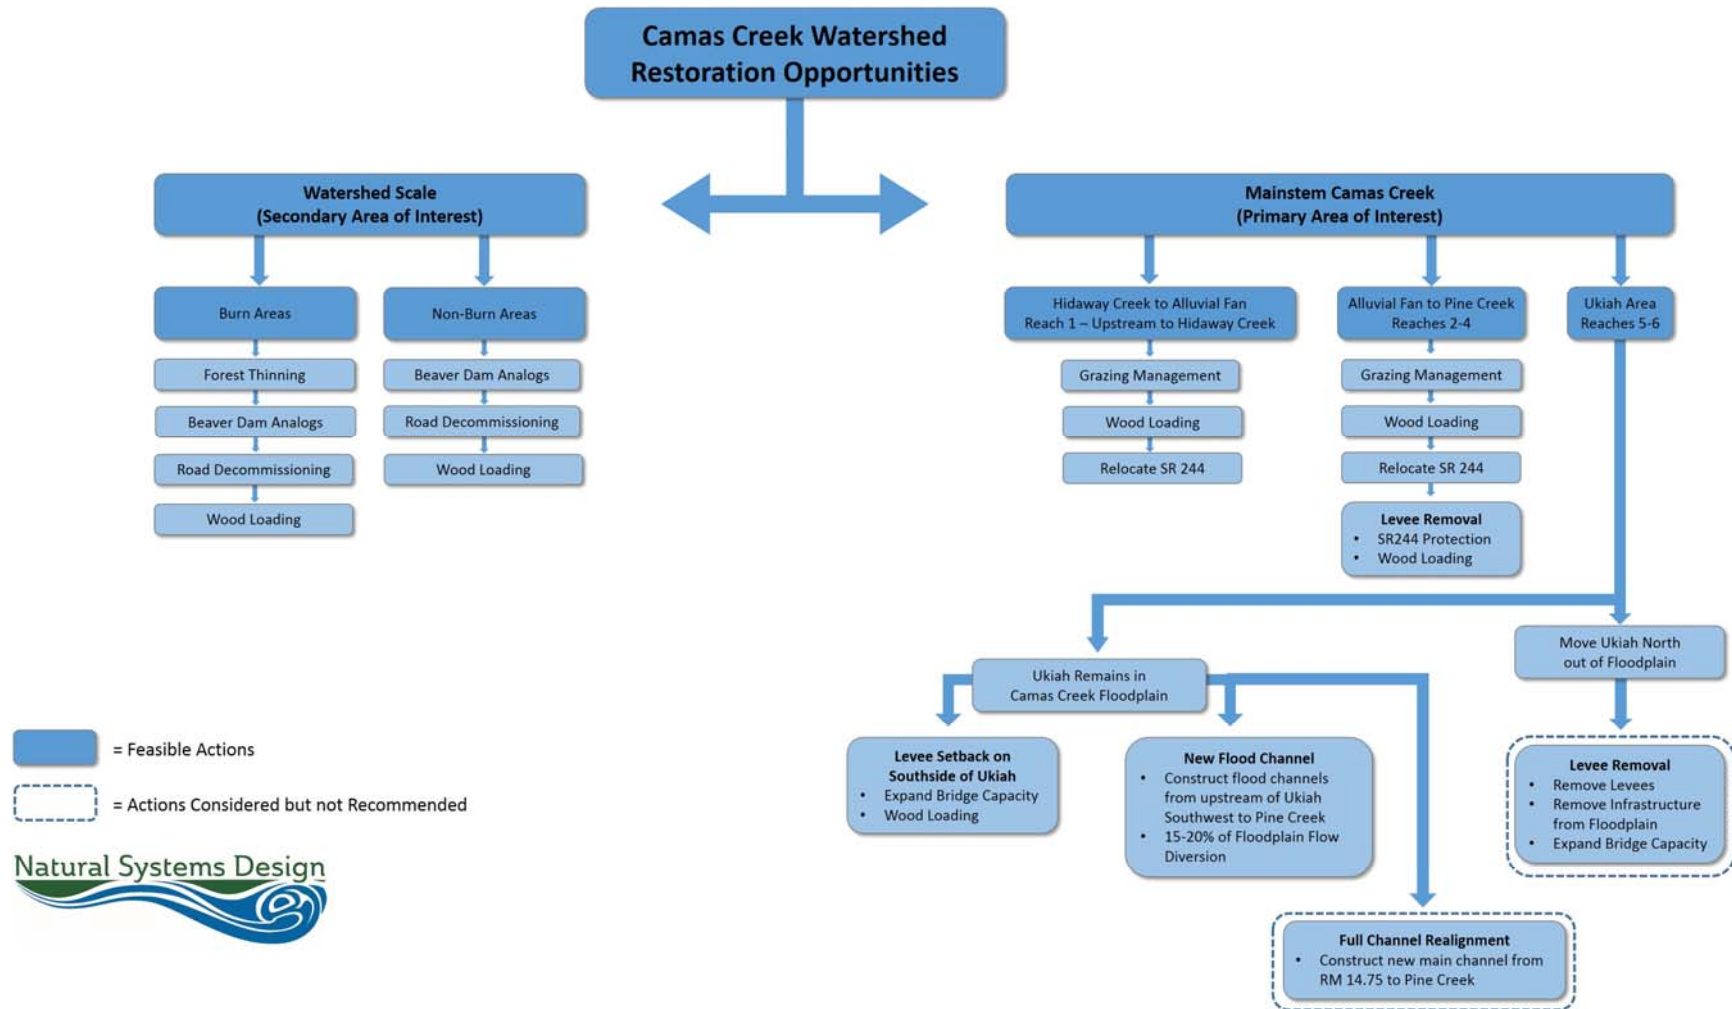 Camas Creek Watershed
Restoration Opportunities
Watershed Scale
(Secondary Area of Interest)
Burn Areas
Forest Thinning
Beaver Dam Analogs
Road Decommissioning
Wood Loading
Non-Burn Areas
Beaver Dam Analogs
Road Decommissioning
Wood Loading
Mainstem Camas Creek
(Primary Area of Interest)
Hidaway Creek to Alluvial Fan
Reach 1 – Upstream to Hidaway Creek
Grazing Management
Wood Loading
Relocate SR 244
Alluvial Fan to Pine Creek
Reaches 2-4
Grazing Management
Wood Loading
Relocate SR 244
Levee Removal
• SR244 Protection
• Wood Loading
Ukiah Area
Reaches 5-6
Ukiah Remains in
Camas Creek Floodplain
Levee Setback on
Southside of Ukiah
• Expand Bridge Capacity
• Wood Loading
New Flood Channel
• Construct flood channels
from upstream of Ukiah
Southwest to Pine Creek
• 15-20% of Floodplain Flow
Diversion
Full Channel Realignment
• Construct new main channel from
RM 14.75 to Pine Creek
Move Ukiah North
out of Floodplain
Levee Removal
• Remove Levees
• Remove Infrastructure
from Floodplain
• Expand Bridge Capacity
= Feasible Actions
= Actions Considered but not Recommended
Natural Systems Design